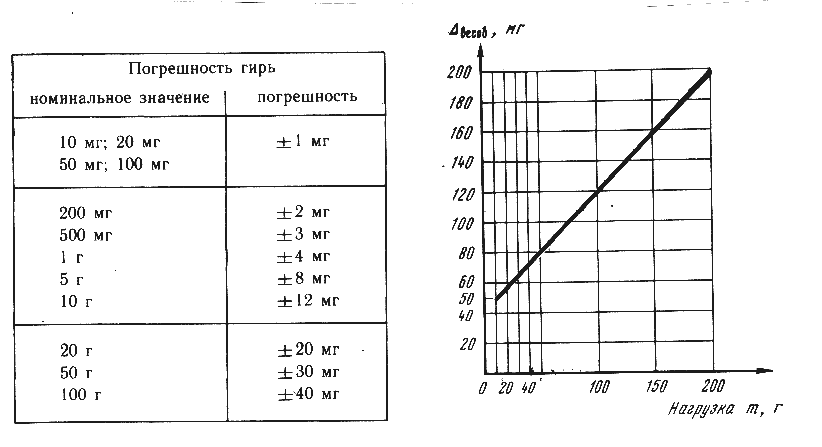 Погрешность гирь
номинальное значение погрешность
10 мг; 20 мг ±1 мг
50 мг; 100 мг
200 мг ±2 мг
500 мг ±3 мг
1 г ±4 мг
5 г ±8 мг
10 г ±12 мг
20 г ±20 мг
50 г ±30 мг
100 г ±40 мг
Δвесов, мг
200
180
160
140
120
100
80
60
50
40
20
0 20 40 100 150 200
Нагрузка m, г